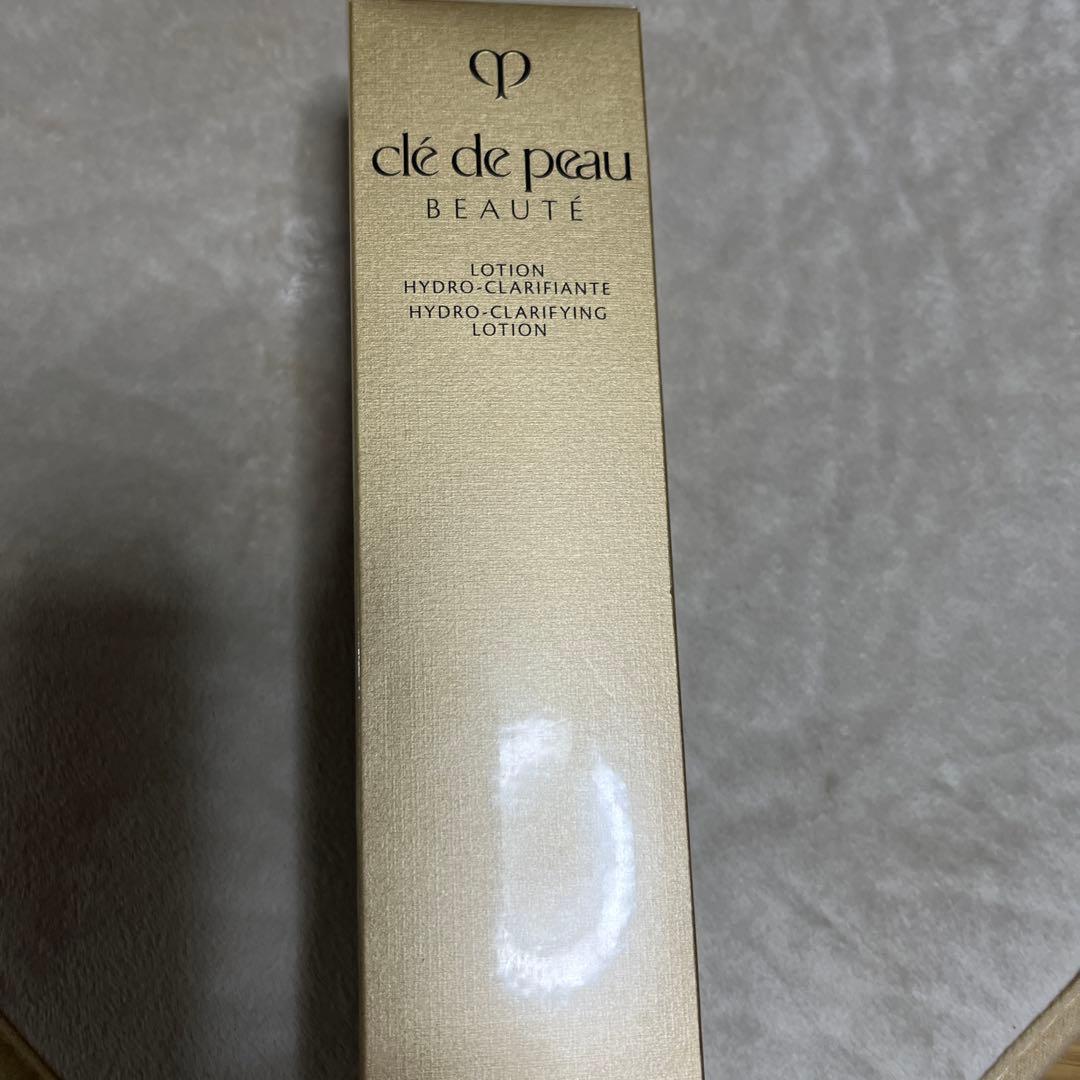 clé de peau
BEAUTÉ
LOTION
HYDRO-CLARIFIANTE
HYDRO-CLARIFYING
LOTION